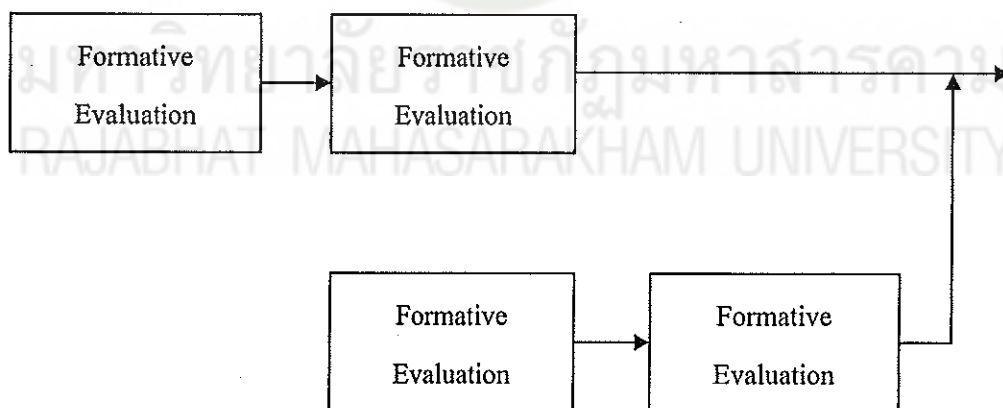 Formative
Evaluation
Formative
Evaluation
มหาวิทยาลัยราชภัฏมหาสารคาม
RAJABHAT MAHASARAKHAM UNIVERSITY
Formative
Evaluation
Formative
Evaluation